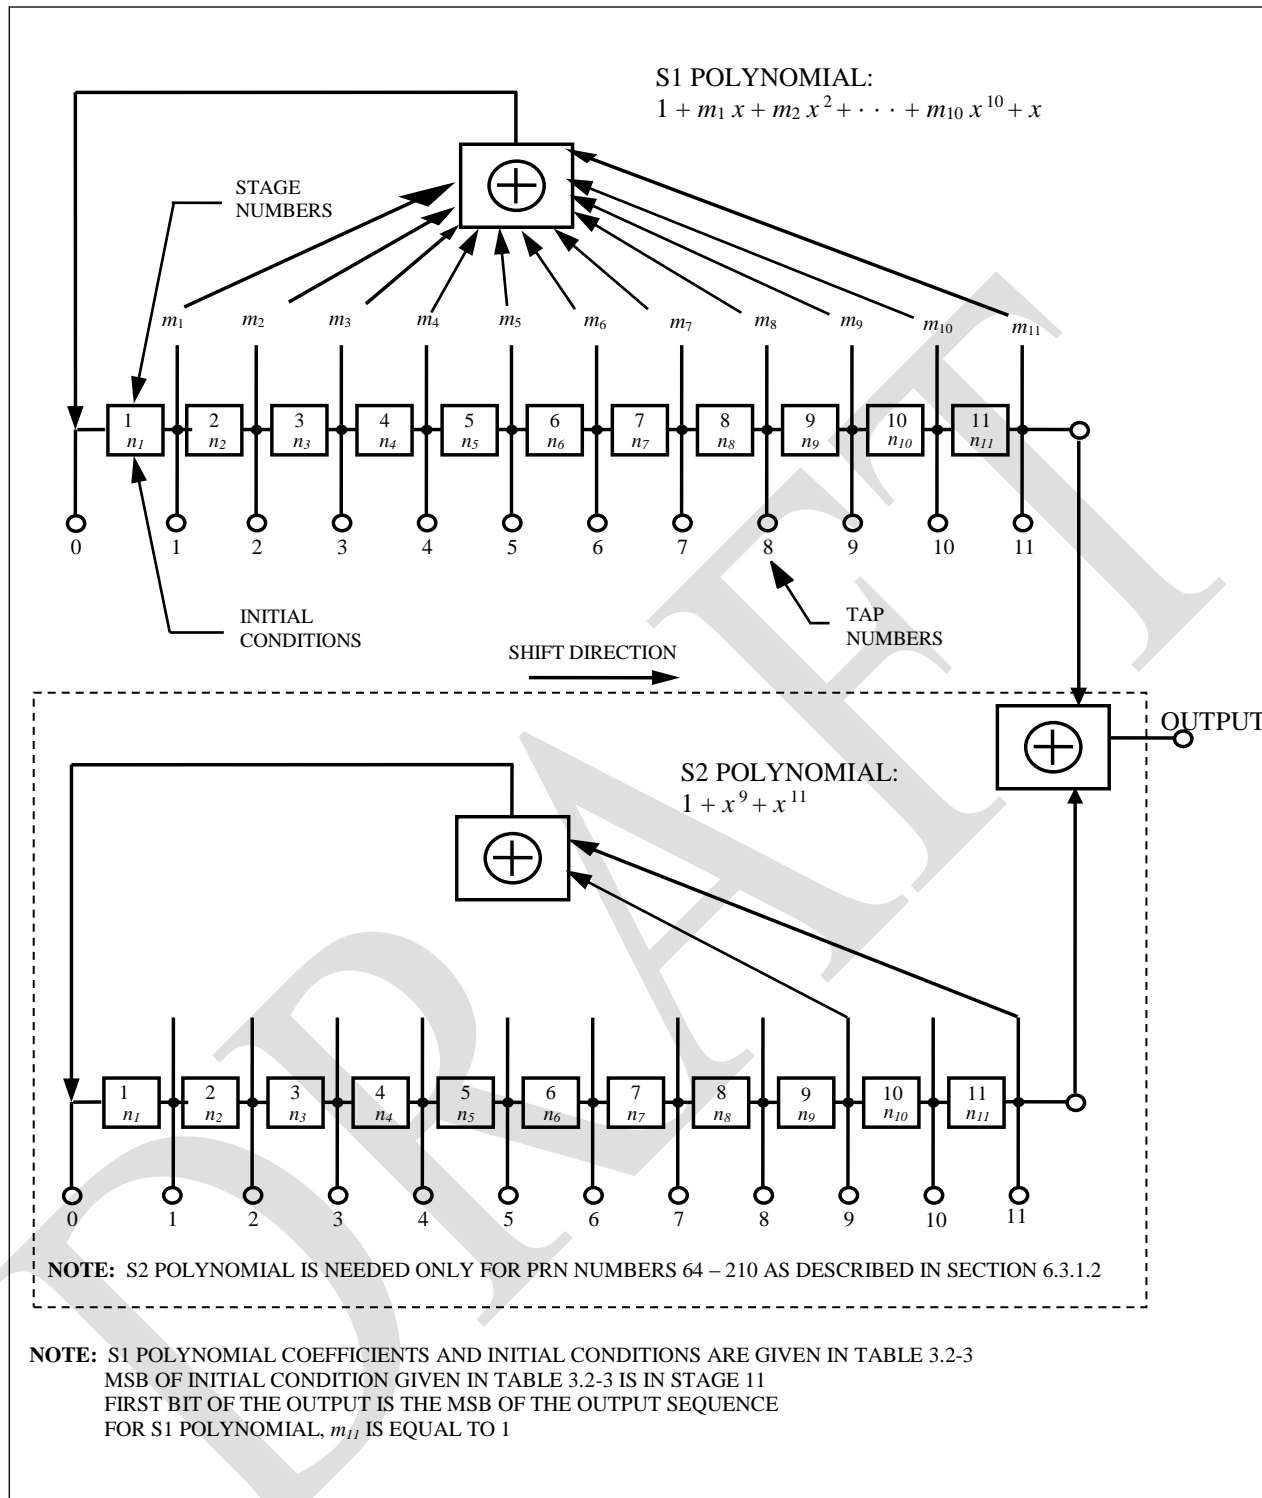 S1 POLYNOMIAL:
1 + m₁ x + m₂ x² + · · · + m₁₀ x¹⁰ + x
STAGE
NUMBERS
m₁ m₂ m₃ m₄ m₅ m₆ m₇ m₈ m₉ m₁₀ m₁₁
1 2 3 4 5 6 7 8 9 10 11
n₁ n₂ n₃ n₄ n₅ n₆ n₇ n₈ n₉ n₁₀ n₁₁
0 1 2 3 4 5 6 7 8 9 10 11
INITIAL
CONDITIONS
TAP
NUMBERS
SHIFT DIRECTION
OUTPUT
S2 POLYNOMIAL:
1 + x⁹ + x¹¹
1 2 3 4 5 6 7 8 9 10 11
n₁ n₂ n₃ n₄ n₅ n₆ n₇ n₈ n₉ n₁₀ n₁₁
0 1 2 3 4 5 6 7 8 9 10 11
NOTE: S2 POLYNOMIAL IS NEEDED ONLY FOR PRN NUMBERS 64 – 210 AS DESCRIBED IN SECTION 6.3.1.2
NOTE: S1 POLYNOMIAL COEFFICIENTS AND INITIAL CONDITIONS ARE GIVEN IN TABLE 3.2-3
MSB OF INITIAL CONDITION GIVEN IN TABLE 3.2-3 IS IN STAGE 11
FIRST BIT OF THE OUTPUT IS THE MSB OF THE OUTPUT SEQUENCE
FOR S1 POLYNOMIAL, m₁₁ IS EQUAL TO 1
DRAFT